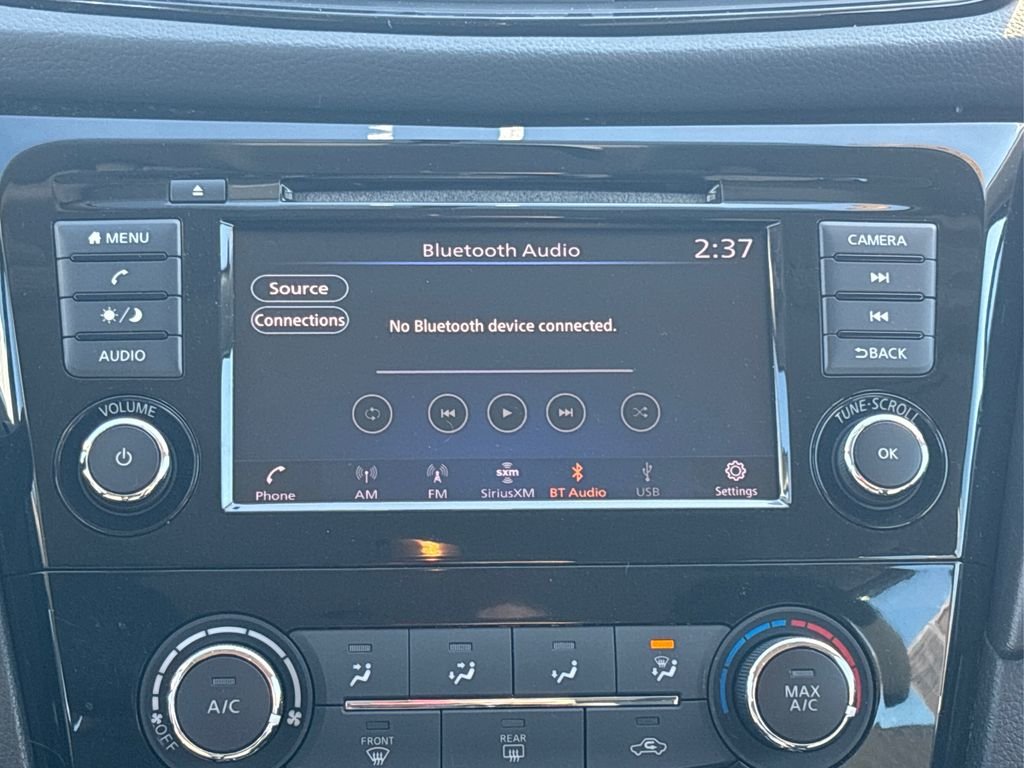 MENU
AUDIO
VOLUME
Bluetooth Audio
2:37
Source
Connections
No Bluetooth device connected.
Phone
AM
FM
sxm
SiriusXM
BT Audio
USB
Settings
CAMERA
BACK
TUNE·SCROLL
OK
A/C
OFF
FRONT
REAR
MAX
A/C